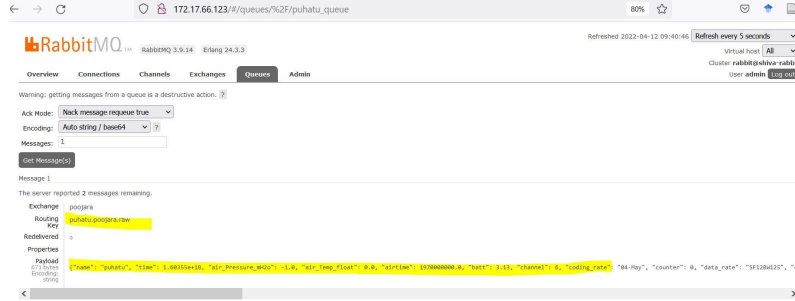 172.17.66.123/#/queues/%2F/puhatu_queue
80%
Refreshed 2022-04-12 09:40:46 Refresh every 5 seconds
RabbitMQ TM RabbitMQ 3.9.14 Erlang 24.3.3
Virtual host All
Cluster rabbit@shiva-rabb
User admin Log out
Overview Connections Channels Exchanges Queues Admin
Warning: getting messages from a queue is a destructive action. ?
Ack Mode: Nack message requeue true
Encoding: Auto string / base64 ?
Messages: 1
Get Message(s)
Message 1
The server reported 2 messages remaining.
Exchange poojara
Routing Key puhatu.poojara.raw
Redelivered
Properties
Payload
873 bytes
Encoding: string
{"name": "puhatu", "time": 1.60355e+18, "air_Pressure_mH2o": -1.0, "air_Temp_float": 0.0, "airtime": 1970000000.0, "batt": 3.13, "channel": 6, "coding_rate": "04-May", "counter": 0, "data_rate": "SF12BW125", "